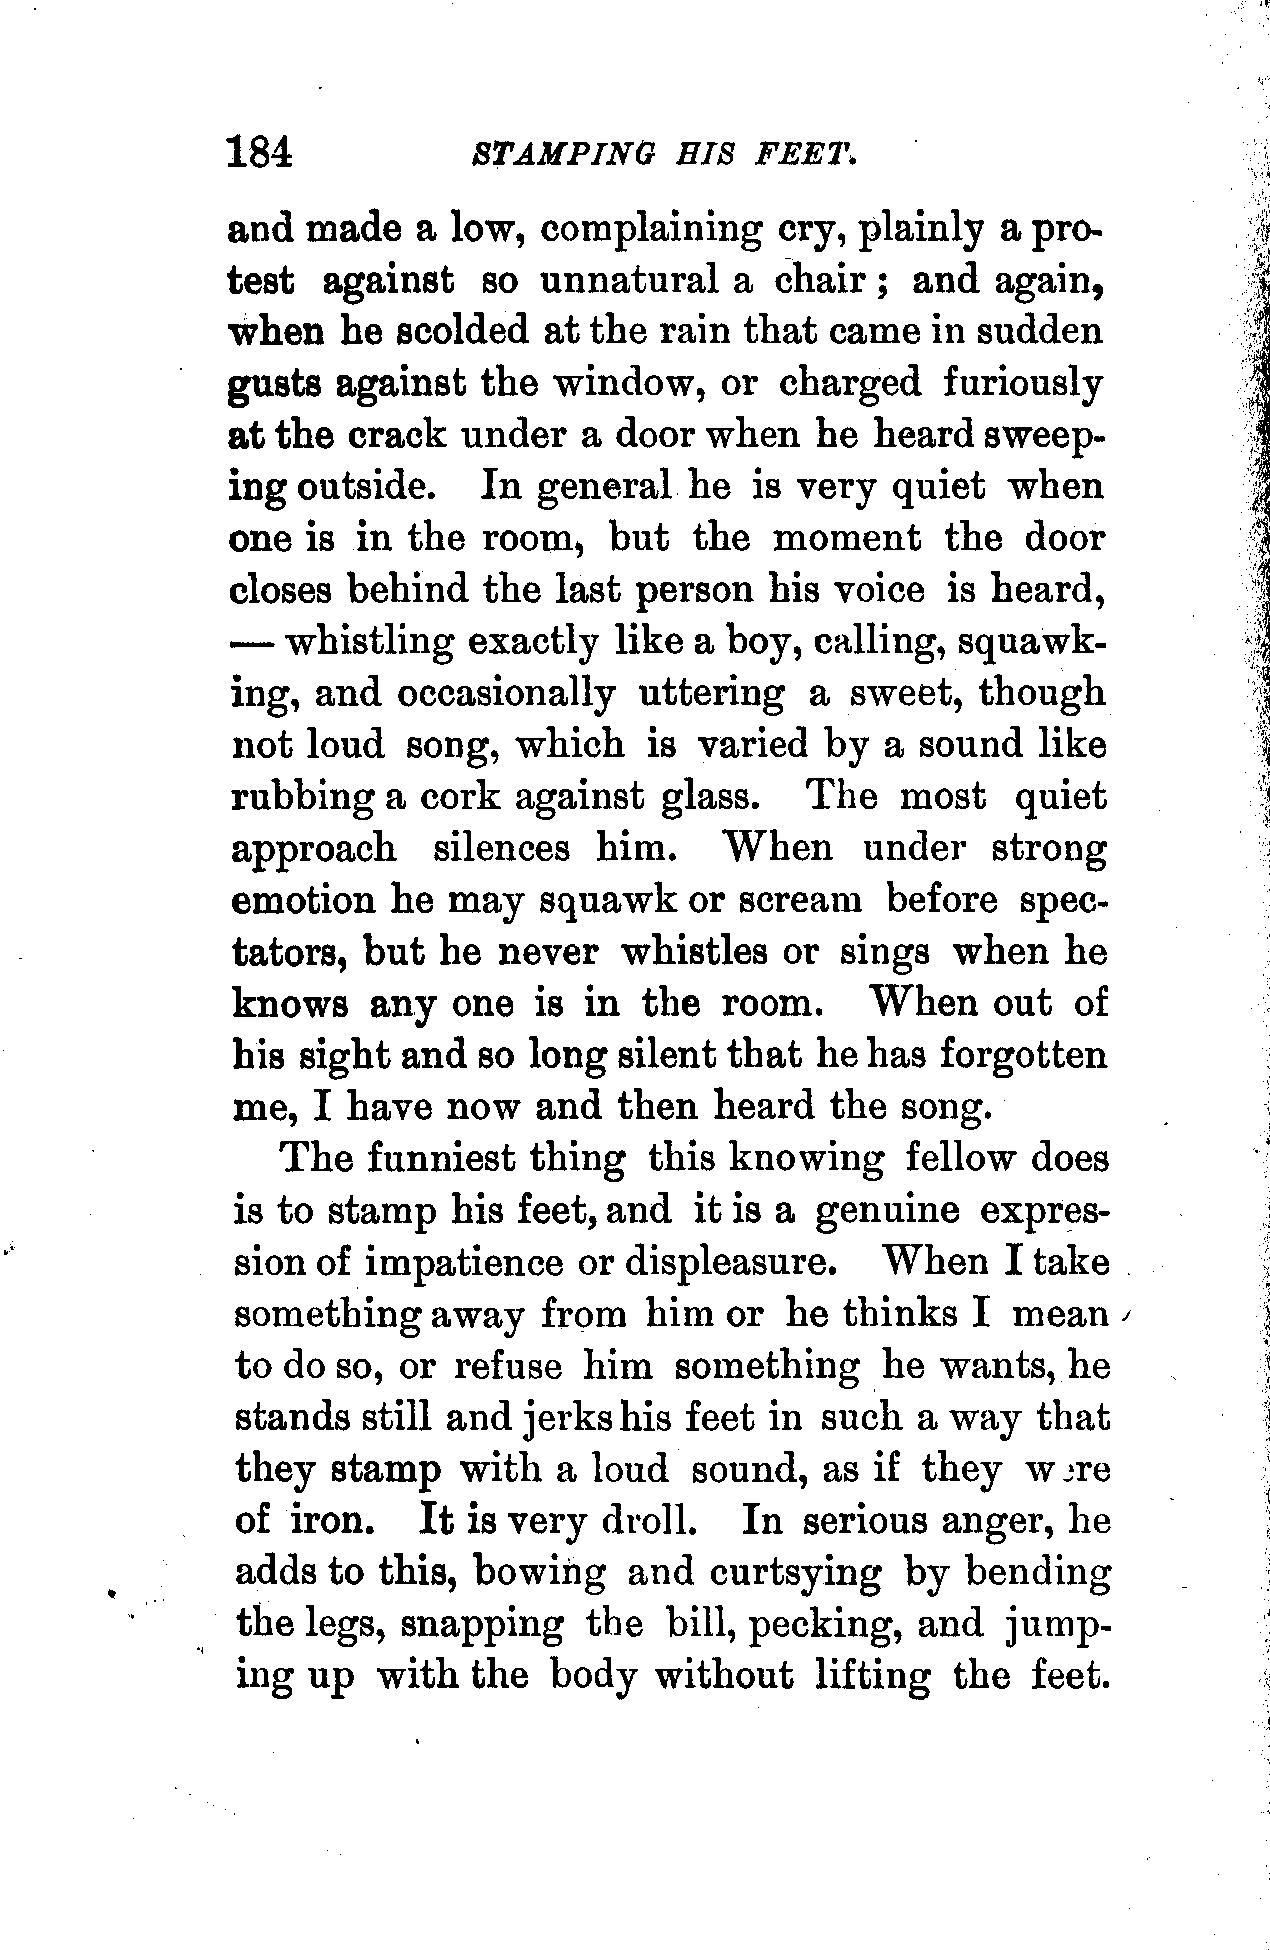 184 STAMPING HIS FEET.
and made a low, complaining cry, plainly a pro-
test against so unnatural a chair; and again,
when he scolded at the rain that came in sudden
gusts against the window, or charged furiously
at the crack under a door when he heard sweep-
ing outside. In general he is very quiet when
one is in the room, but the moment the door
closes behind the last person his voice is heard,
— whistling exactly like a boy, calling, squawk-
ing, and occasionally uttering a sweet, though
not loud song, which is varied by a sound like
rubbing a cork against glass. The most quiet
approach silences him. When under strong
emotion he may squawk or scream before spec-
tators, but he never whistles or sings when he
knows any one is in the room. When out of
his sight and so long silent that he has forgotten
me, I have now and then heard the song.
The funniest thing this knowing fellow does
is to stamp his feet, and it is a genuine expres-
sion of impatience or displeasure. When I take
something away from him or he thinks I mean
to do so, or refuse him something he wants, he
stands still and jerks his feet in such a way that
they stamp with a loud sound, as if they were
of iron. It is very droll. In serious anger, he
adds to this, bowing and curtsying by bending
the legs, snapping the bill, pecking, and jump-
ing up with the body without lifting the feet.